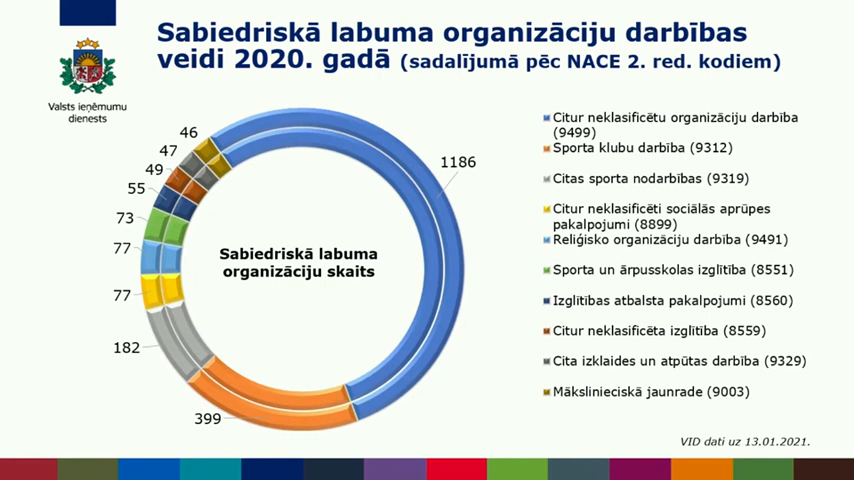 Sabiedriskā labuma organizāciju darbības
veidi 2020. gadā (sadalījumā pēc NACE 2. red. kodiem)
Valsts ieņēmumu
dienests
46
47
49
55
73
77
77
182
399
1186
Sabiedriskā labuma
organizāciju skaits
Citur neklasificētu organizāciju darbība
(9499)
Sporta klubu darbība (9312)
Citas sporta nodarbības (9319)
Citur neklasificēti sociālās aprūpes
pakalpojumi (8899)
Reliģisko organizāciju darbība (9491)
Sporta un ārpusskolas izglītība (8551)
Izglītības atbalsta pakalpojumi (8560)
Citur neklasificēta izglītība (8559)
Cita izklaides un atpūtas darbība (9329)
Mākslinieciskā jaunrade (9003)
VID dati uz 13.01.2021.